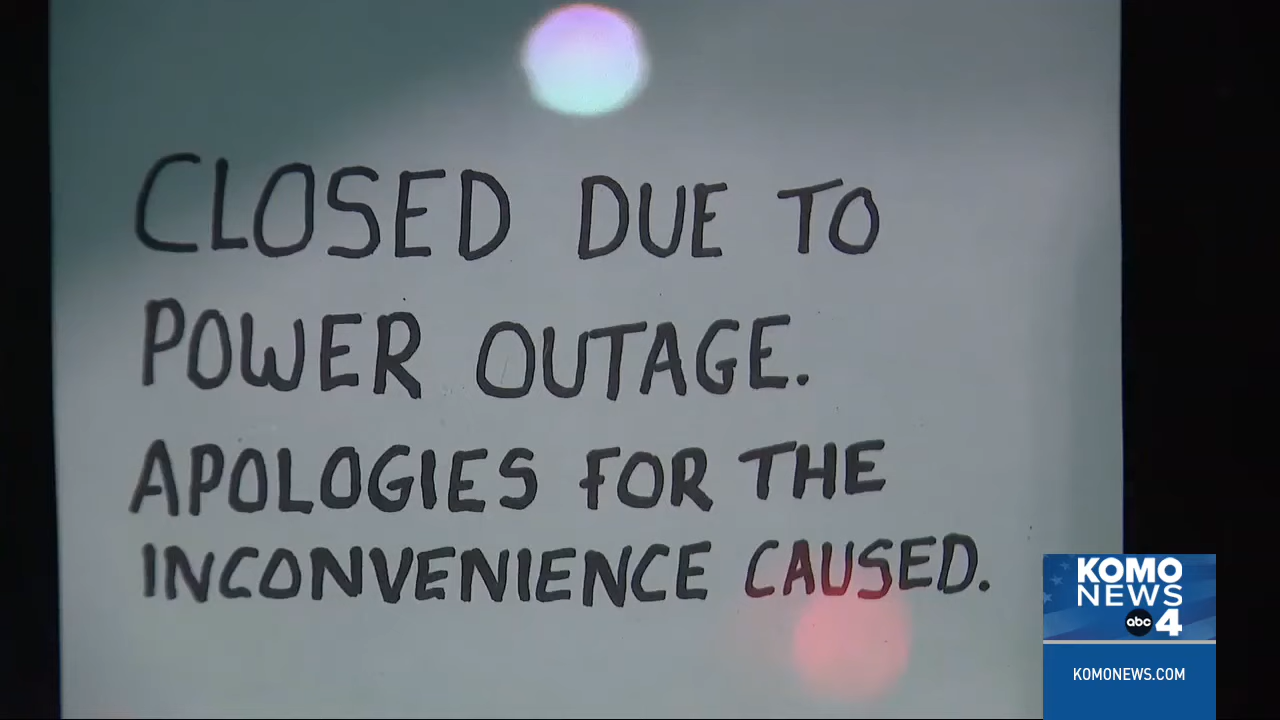 CLOSED DUE TO
POWER OUTAGE.
APOLOGIES FOR THE
INCONVENIENCE CAUSED.
KOMO
NEWS
abc 4
KOMONEWS.COM